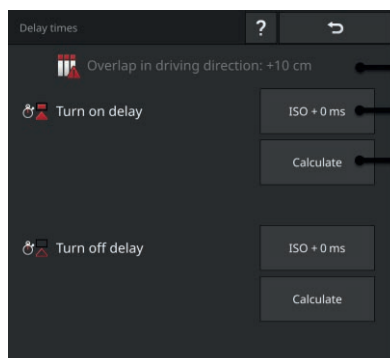 Delay times
?
Overlap in driving direction: +10 cm
Turn on delay
ISO + 0 ms
Calculate
Turn off delay
ISO + 0 ms
Calculate